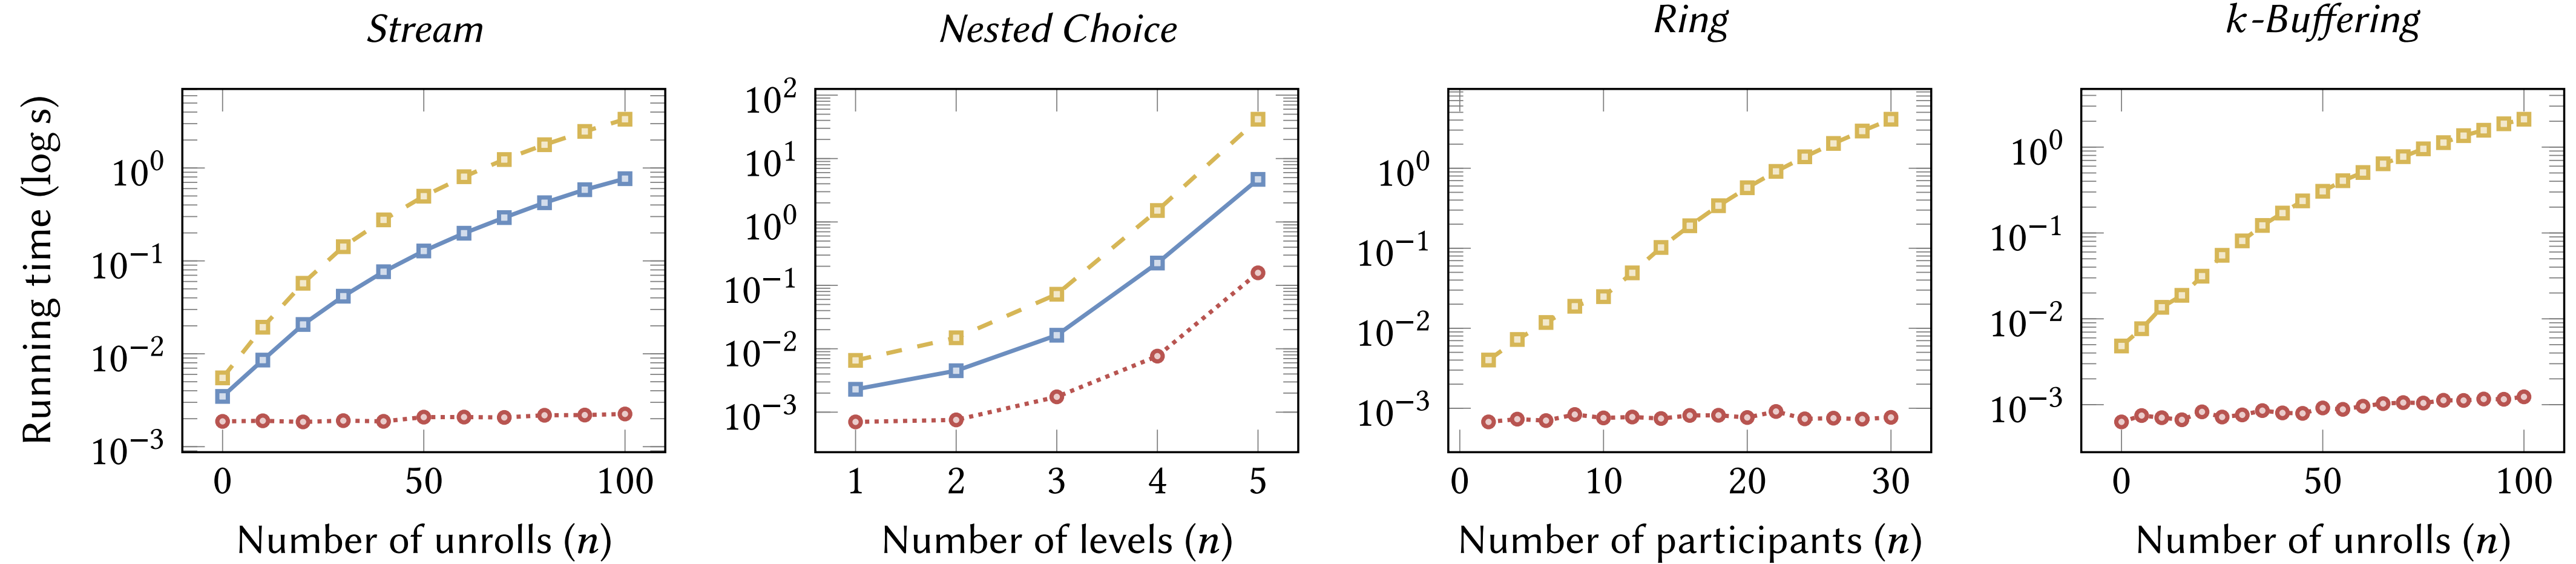 Stream
Nested Choice
Ring
k-Buffering
Running time (log s)
10^0
10^−1
10^−2
10^−3
0 50 100
Number of unrolls (n)
10^2
10^1
10^0
10^−1
10^−2
10^−3
1 2 3 4 5
Number of levels (n)
10^0
10^−1
10^−2
10^−3
0 10 20 30
Number of participants (n)
10^0
10^−1
10^−2
10^−3
0 50 100
Number of unrolls (n)